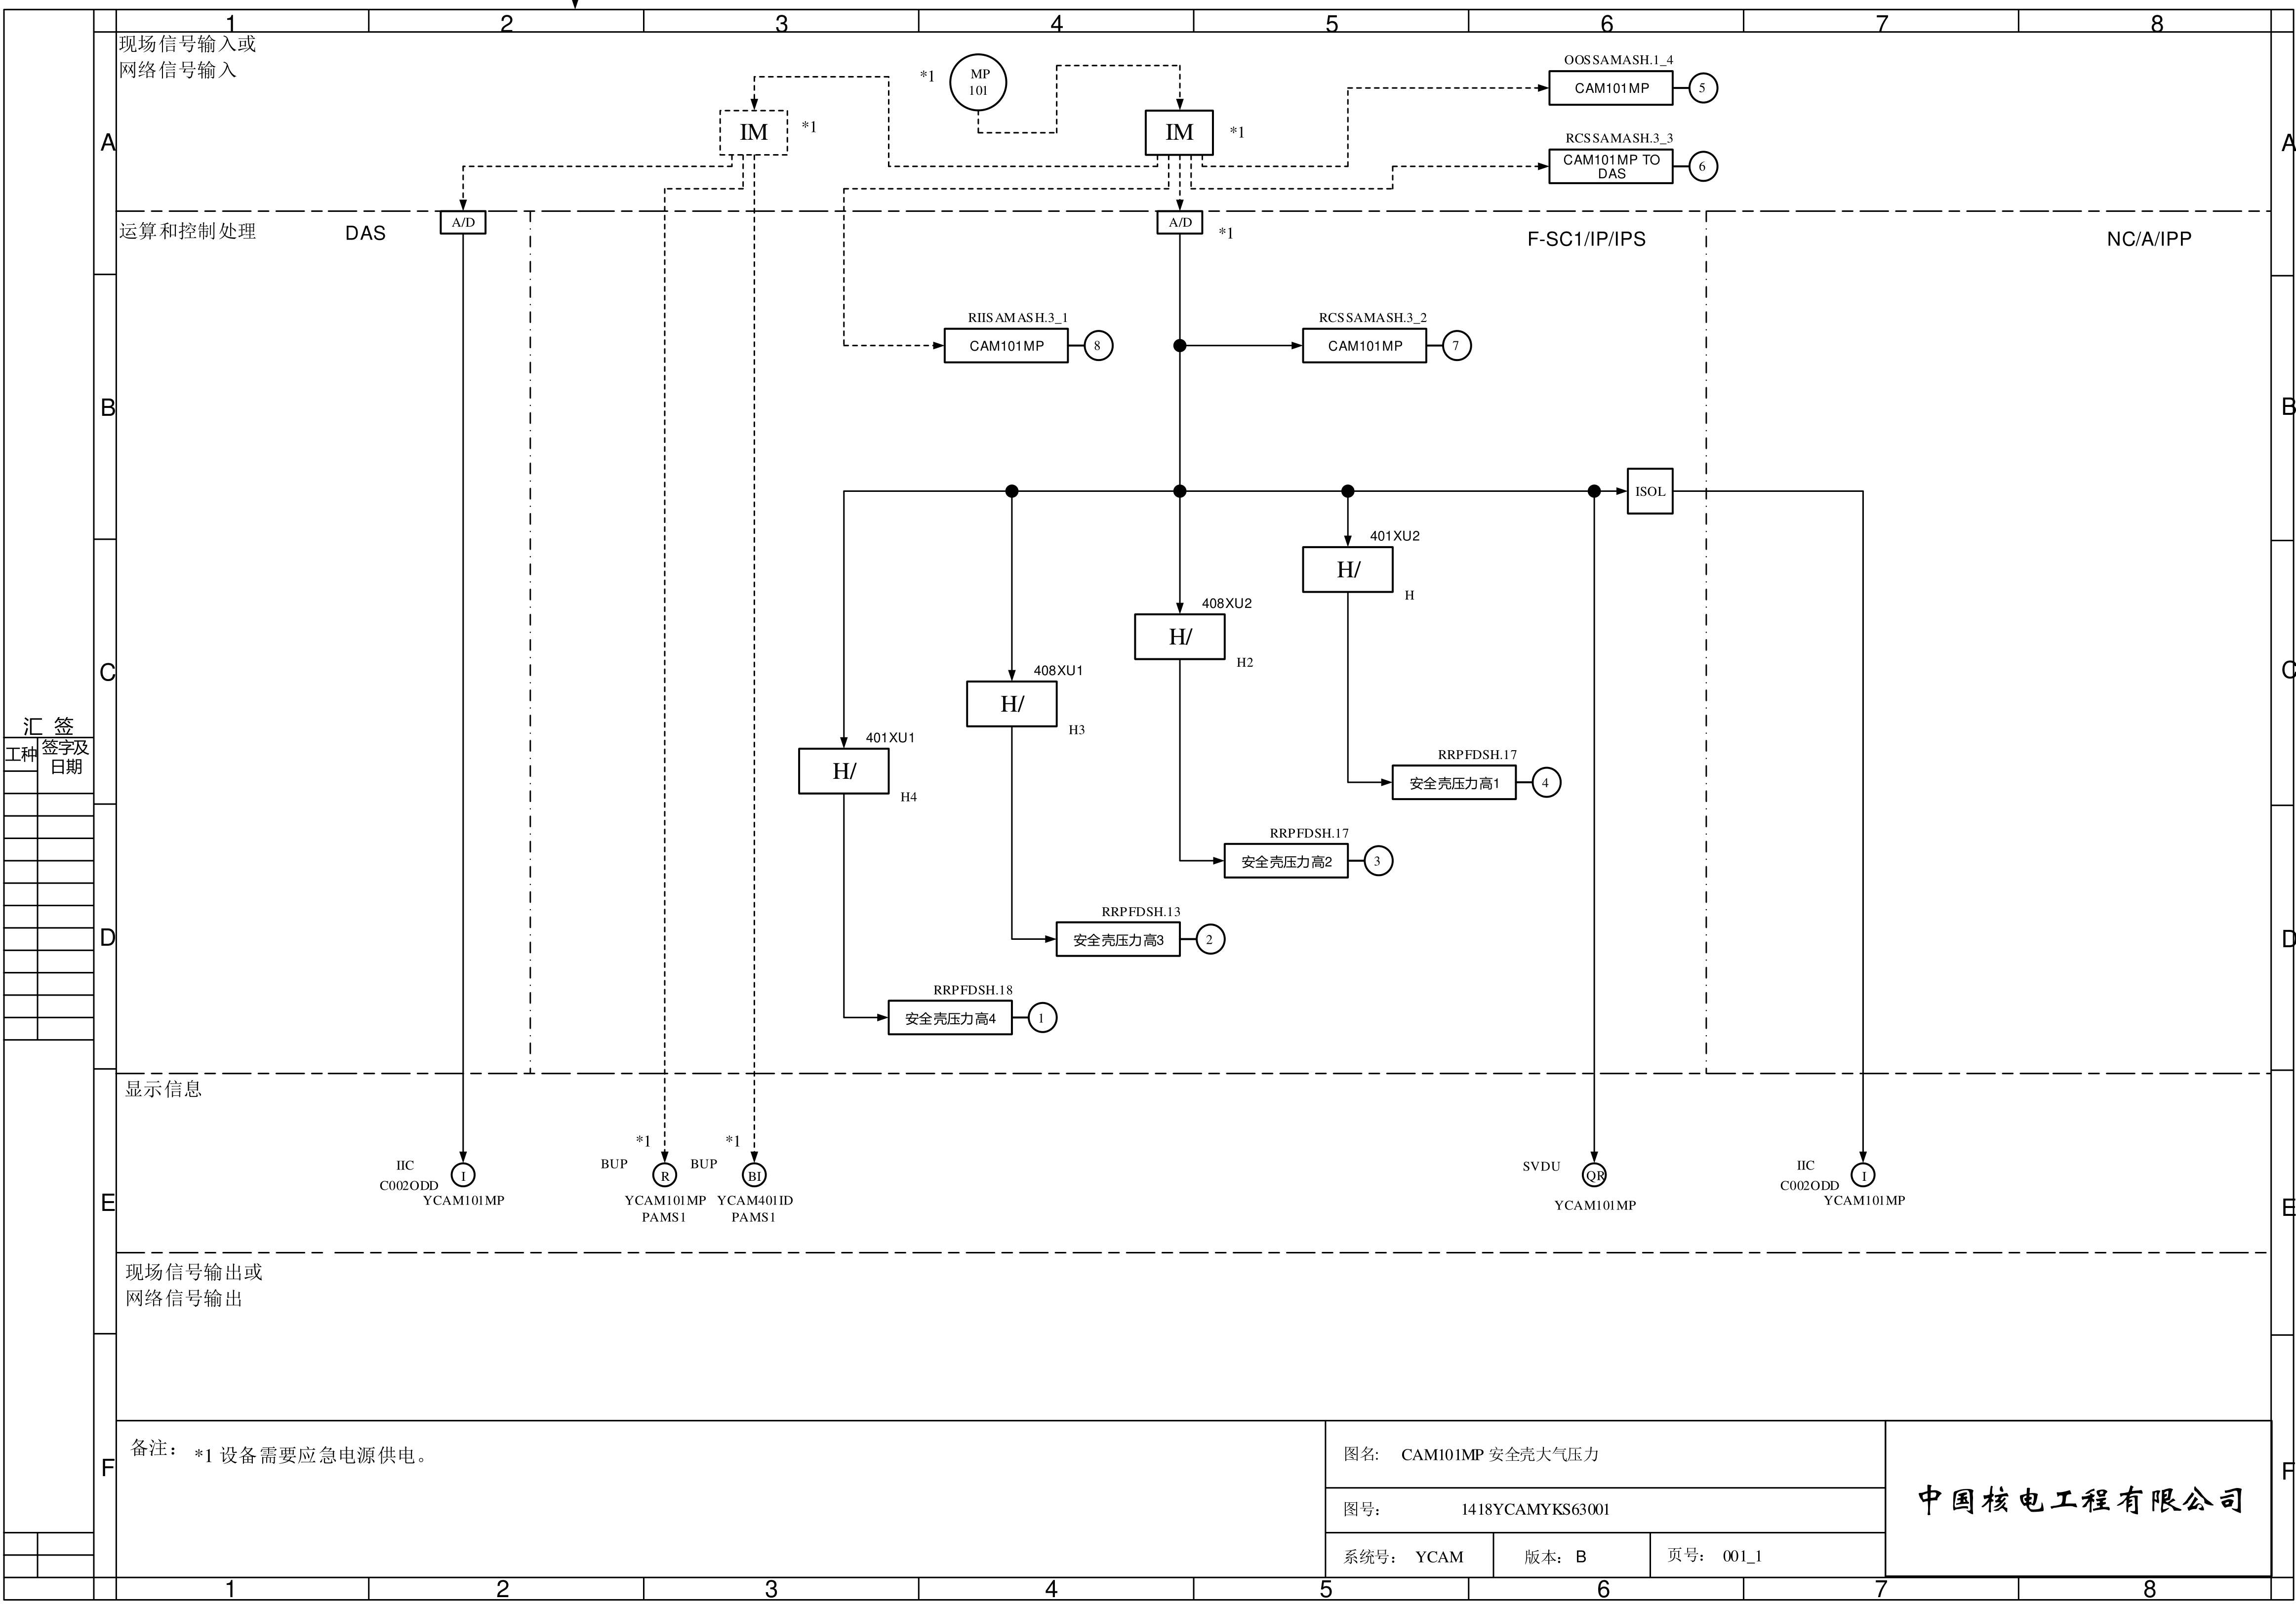 1 2 3 4 5 6 7 8
现场信号输入或
网络信号输入
A
A
*1
MP
101
IM
*1
IM
*1
OOSSAMASH.1_4
CAM101MP
5
RCSSAMASH.3_3
CAM101MP TO
DAS
6
运算和控制处理
DAS
A/D
A/D
*1
F-SC1/IP/IPS
NC/A/IPP
RIISAMASH.3_1
CAM101MP
8
RCSSAMASH.3_2
CAM101MP
7
B
B
ISOL
401XU2
H/
H
408XU2
H/
H2
C
C
408XU1
H/
H3
401XU1
H/
H4
汇 签
工种
签字及
日期
RRPFDSH.17
安全壳压力高1
4
RRPFDSH.17
安全壳压力高2
3
D
D
RRPFDSH.13
安全壳压力高3
2
RRPFDSH.18
安全壳压力高4
1
显示信息
IIC
C002ODD
I
YCAM101MP
*1
BUP
R
YCAM101MP
PAMS1
*1
BUP
BI
YCAM401ID
PAMS1
SVDU
QR
YCAM101MP
IIC
C002ODD
I
YCAM101MP
E
E
现场信号输出或
网络信号输出
F
F
备注： *1 设备需要应急电源供电。
图名: CAM101MP 安全壳大气压力
图号: 1418YCAMYKS63001
系统号: YCAM
版本: B
页号: 001_1
中国核电工程有限公司
1 2 3 4 5 6 7 8